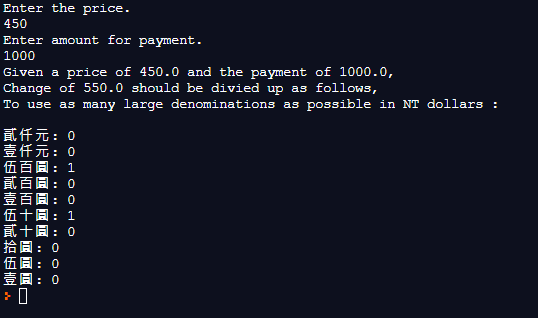 Enter the price.
450
Enter amount for payment.
1000
Given a price of 450.0 and the payment of 1000.0,
Change of 550.0 should be divied up as follows,
To use as many large denominations as possible in NT dollars :
貳仟元: 0
壹仟元: 0
伍百圓: 1
貳百圓: 0
壹百圓: 0
伍十圓: 1
貳十圓: 0
拾圓: 0
伍圓: 0
壹圓: 0